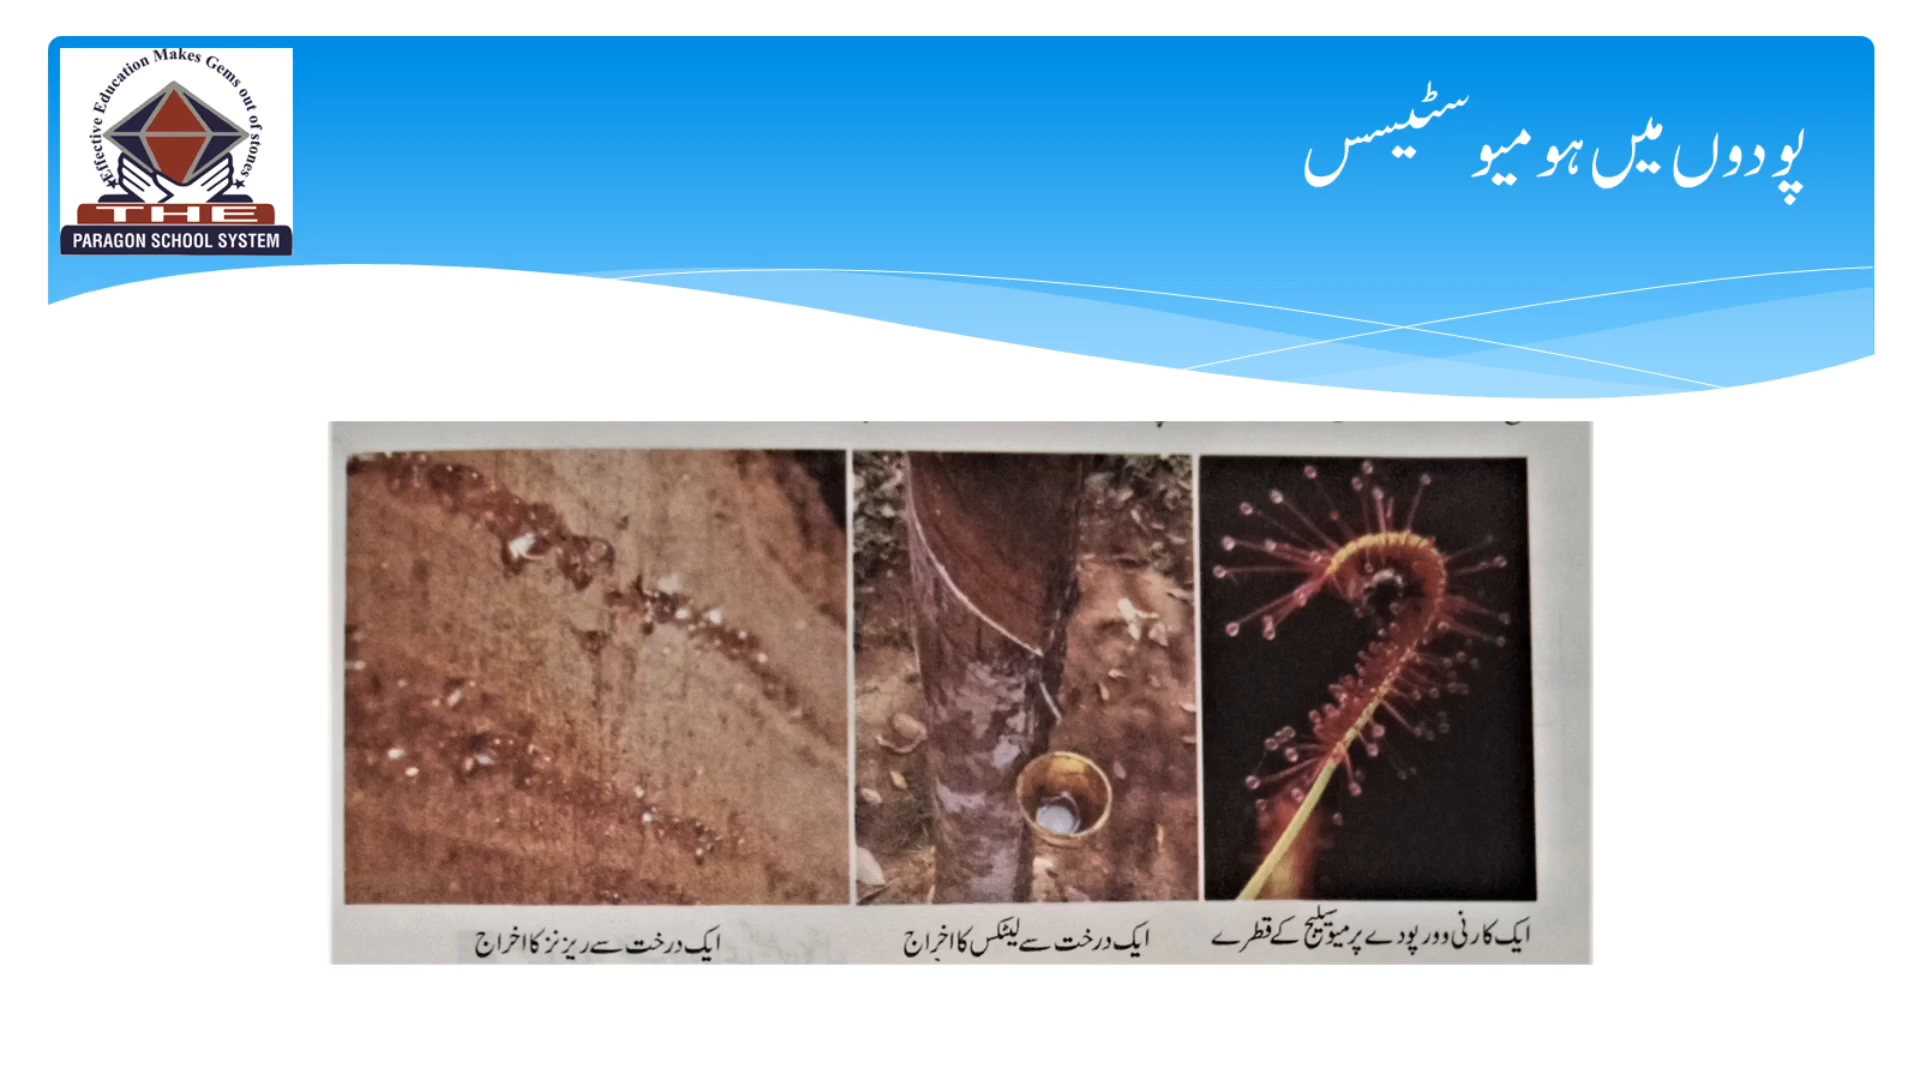 Effective Education Makes Gems out of stones
THE
PARAGON SCHOOL SYSTEM
پودوں میں ہومیوسٹیسس
ایک کارنی وور پودے پر میوسلیج کے قطرے
ایک درخت سے لیٹکس کا اخراج
ایک درخت سے ریزنز کا اخراج